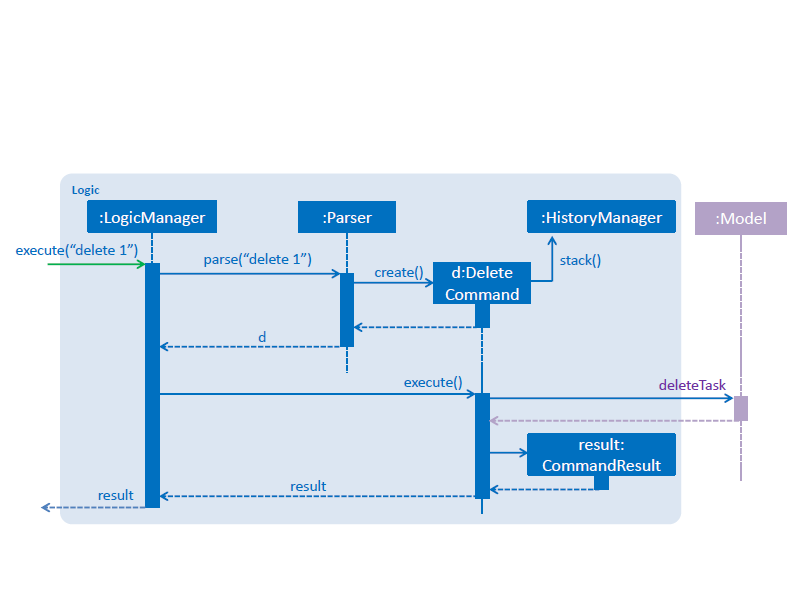 Logic
:LogicManager
:Parser
:HistoryManager
:Model
execute(“delete 1”)
parse(“delete 1”)
create()
d:Delete
Command
stack()
d
execute()
deleteTask
result:
CommandResult
result
result